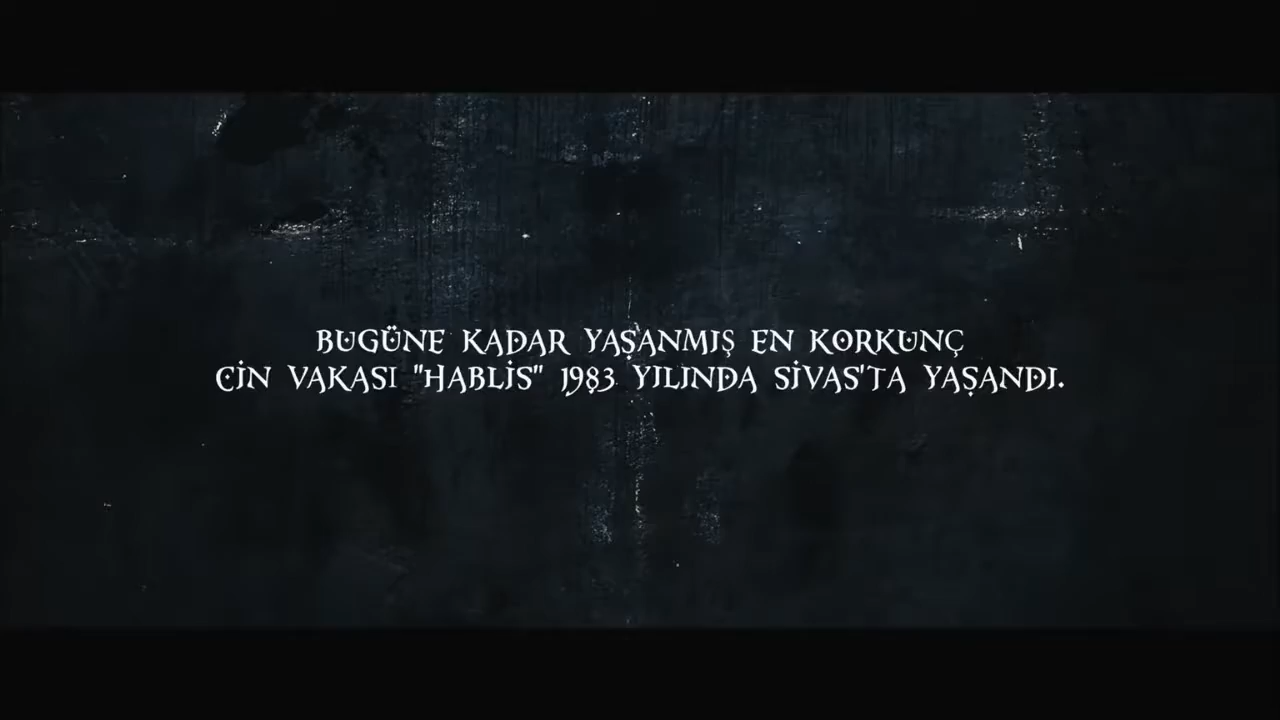 BUGÜNE KADAR YAŞANMIŞ EN KORKUNÇ
CİN VAKASI "HABLİS" 1983 YILINDA SİVAS'TA YAŞANDI.